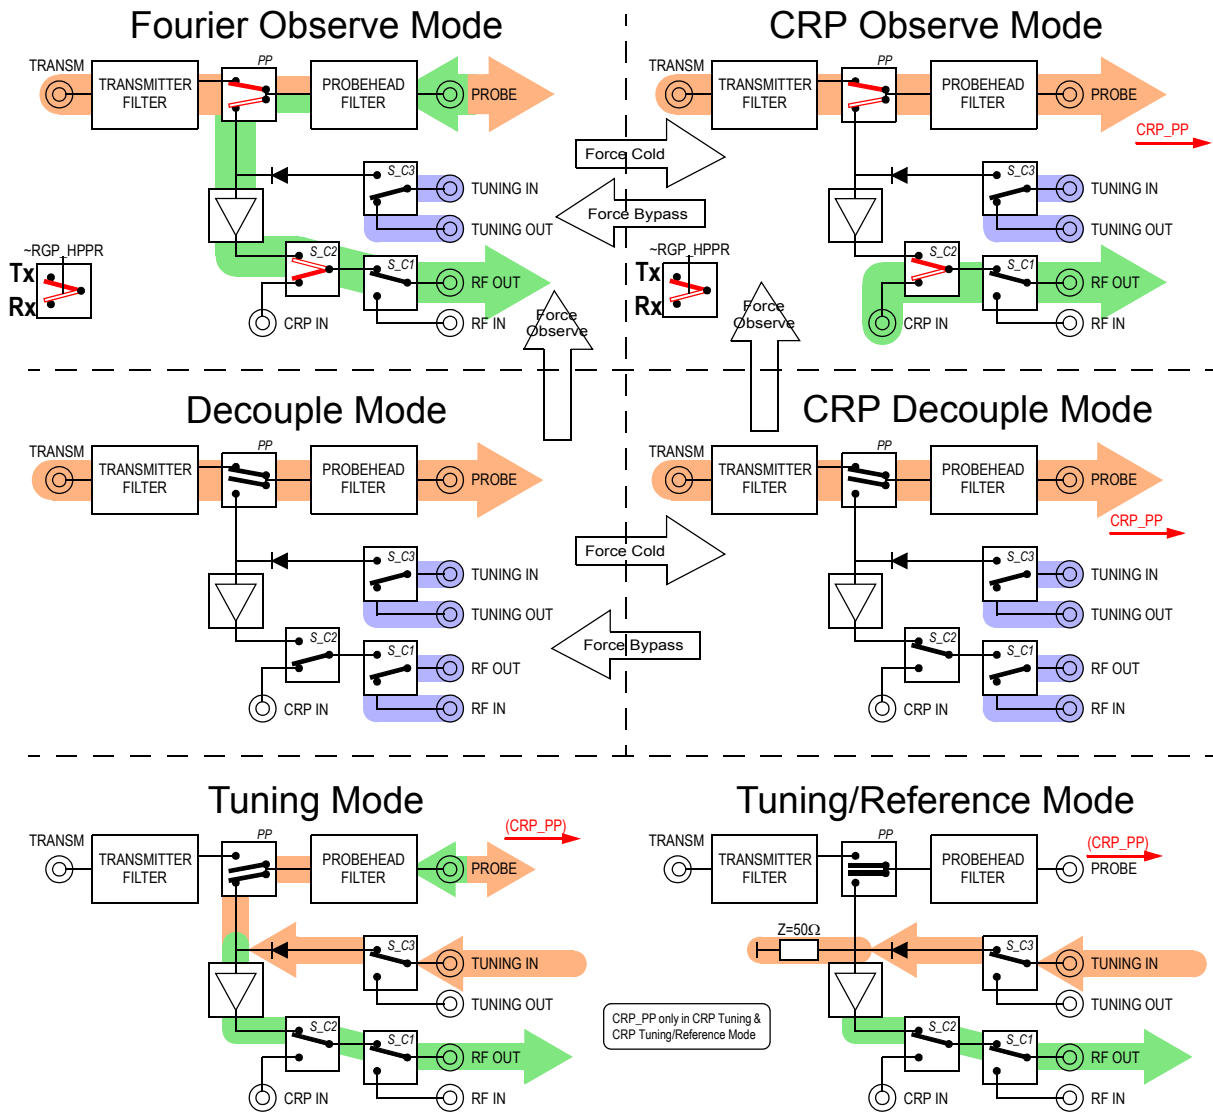 Fourier Observe Mode
TRANSM
TRANSMITTER
FILTER
PP
PROBEHEAD
FILTER
PROBE
S_C3
TUNING IN
TUNING OUT
~RGP_HPPR
Tx
Rx
S_C2
S_C1
RF OUT
CRP IN
RF IN
CRP Observe Mode
TRANSM
TRANSMITTER
FILTER
PP
PROBEHEAD
FILTER
PROBE
CRP_PP
S_C3
TUNING IN
TUNING OUT
~RGP_HPPR
Tx
Rx
S_C2
S_C1
RF OUT
CRP IN
RF IN
Force Cold
Force Bypass
Force
Observe
Force
Observe
Decouple Mode
TRANSM
TRANSMITTER
FILTER
PP
PROBEHEAD
FILTER
PROBE
S_C3
TUNING IN
TUNING OUT
S_C2
S_C1
RF OUT
CRP IN
RF IN
CRP Decouple Mode
TRANSM
TRANSMITTER
FILTER
PP
PROBEHEAD
FILTER
PROBE
CRP_PP
S_C3
TUNING IN
TUNING OUT
S_C2
S_C1
RF OUT
CRP IN
RF IN
Force Cold
Force Bypass
Tuning Mode
TRANSM
TRANSMITTER
FILTER
PP
PROBEHEAD
FILTER
(CRP_PP)
PROBE
S_C3
TUNING IN
TUNING OUT
S_C2
S_C1
RF OUT
CRP IN
RF IN
Tuning/Reference Mode
TRANSM
TRANSMITTER
FILTER
PP
PROBEHEAD
FILTER
(CRP_PP)
PROBE
Z=50Ω
S_C3
TUNING IN
TUNING OUT
S_C2
S_C1
RF OUT
CRP IN
RF IN
CRP_PP only in CRP Tuning &
CRP Tuning/Reference Mode